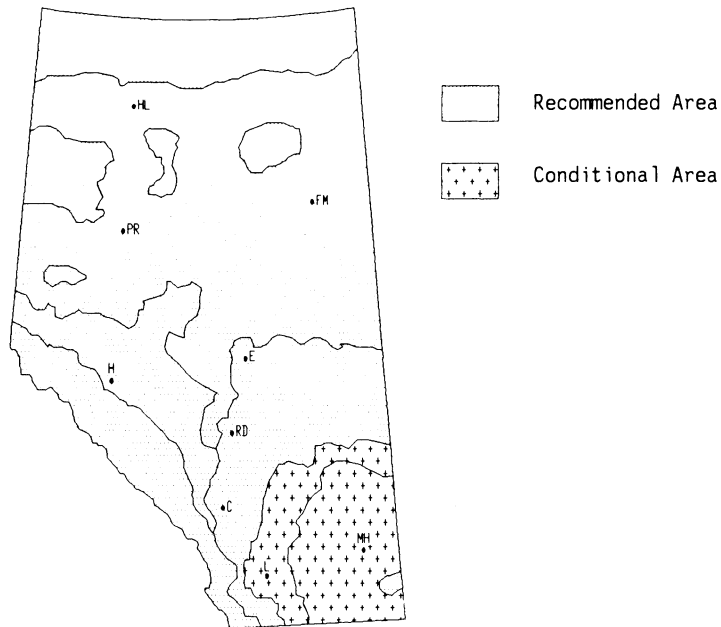 HL
Recommended Area
Conditional Area
FM
PR
E
H
RD
C
MH
L